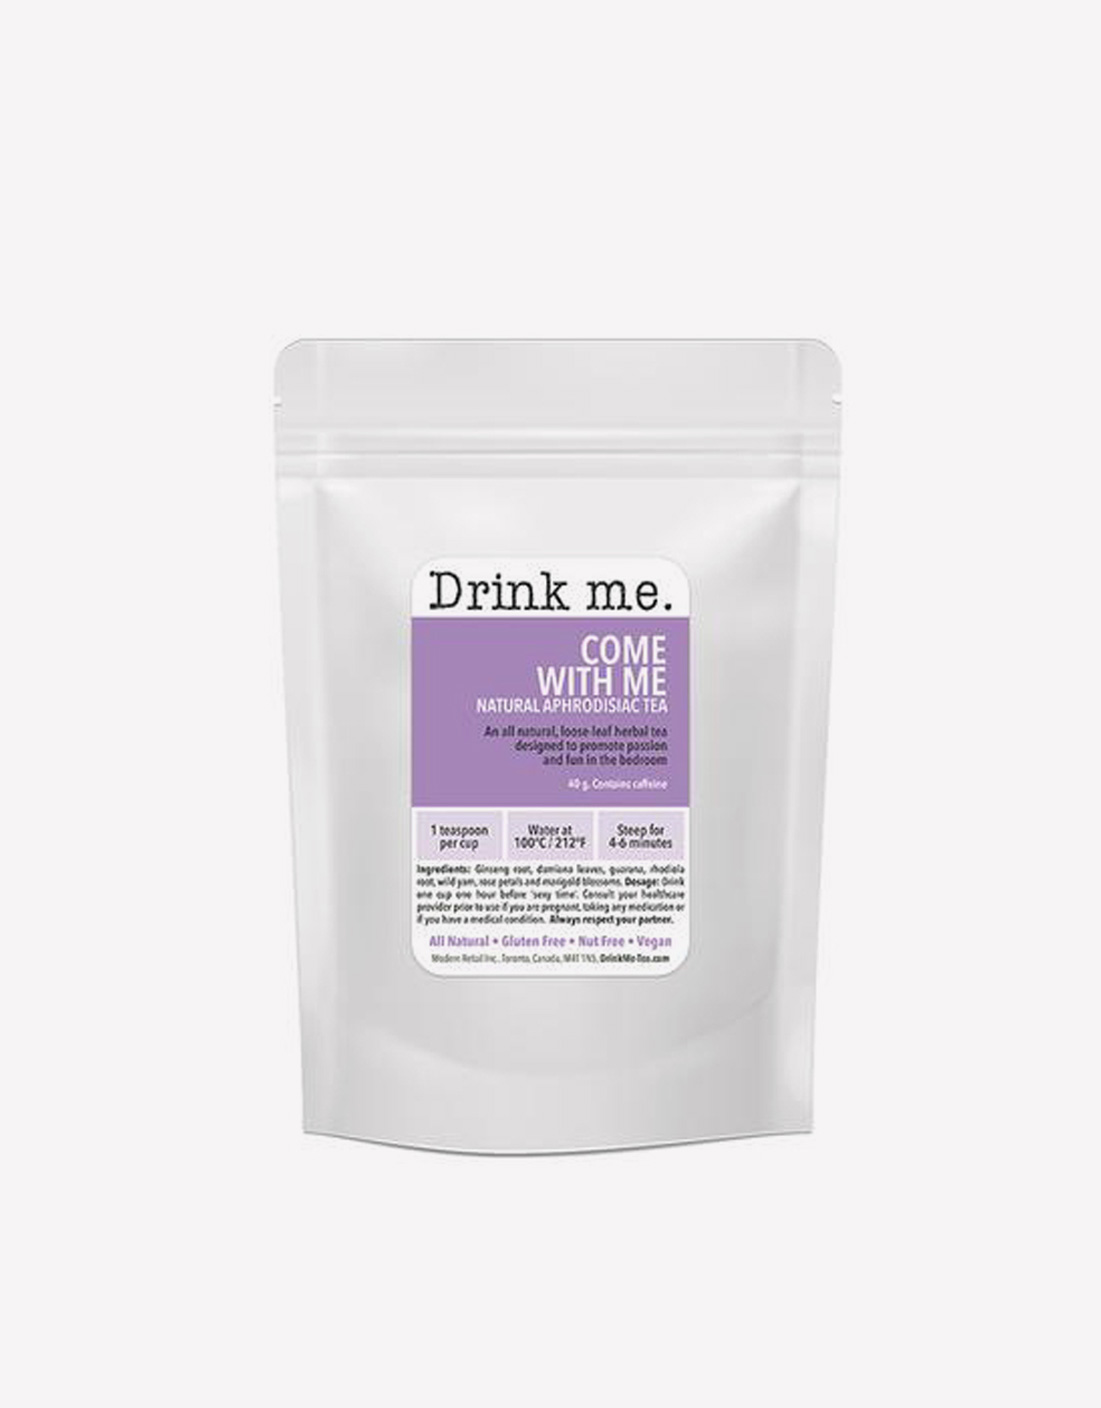 Drink me.
COME
WITH ME
NATURAL APHRODISIAC TEA
An all natural, loose-leaf herbal tea
designed to promote passion
and fun in the bedroom
40 g. Contains caffeine
1 teaspoon
per cup
Water at
100°C / 212°F
Steep for
4-6 minutes
Ingredients: Ginseng root, damiana leaves, guarana, rhodiola
root, wild yam, rose petals and marigold blossoms. Dosage: Drink
one cup one hour before 'sexy time'. Consult your healthcare
provider prior to use if you are pregnant, taking any medication or
if you have a medical condition. Always respect your partner.
All Natural • Gluten Free • Nut Free • Vegan
Modern Retail Inc., Toronto, Canada, M4T 1N5, DrinkMe-Tea.com